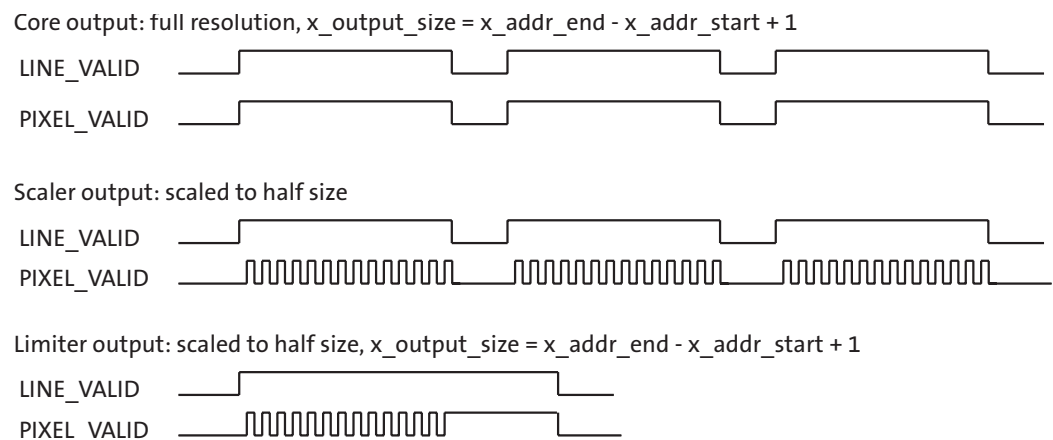 Core output: full resolution, x_output_size = x_addr_end - x_addr_start + 1
LINE_VALID
PIXEL_VALID
Scaler output: scaled to half size
LINE_VALID
PIXEL_VALID
Limiter output: scaled to half size, x_output_size = x_addr_end - x_addr_start + 1
LINE_VALID
PIXEL_VALID